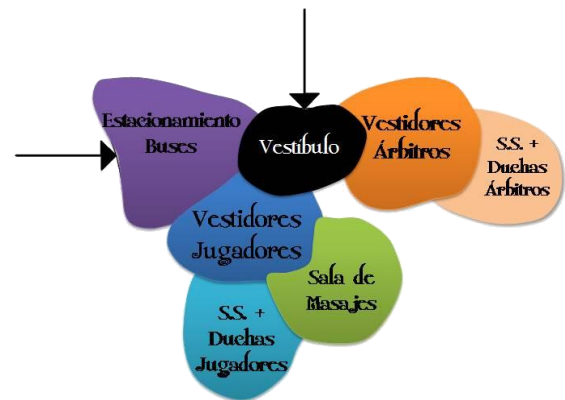 Estacionamiento
Buses
Vestíbulo
Vestidores
Árbitros
S.S. +
Duchas
Árbitros
Vestidores
Jugadores
Sala de
Masajes
S.S. +
Duchas
Jugadores